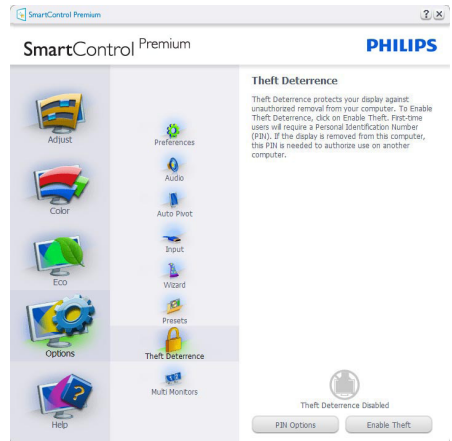 SmartControl Premium
? ×
SmartControl Premium
PHILIPS
Adjust
Color
Eco
Options
Help
Preferences
Audio
Auto Pivot
Input
Wizard
Presets
Theft Deterrence
Multi Monitors
Theft Deterrence
Theft Deterrence protects your display against
unauthorized removal from your computer. To Enable
Theft Deterrence, click on Enable Theft. First-time
users will require a Personal Identification Number
(PIN). If the display is removed from this computer,
this PIN is needed to authorize use on another
computer.
Theft Deterrence Disabled
PIN Options
Enable Theft